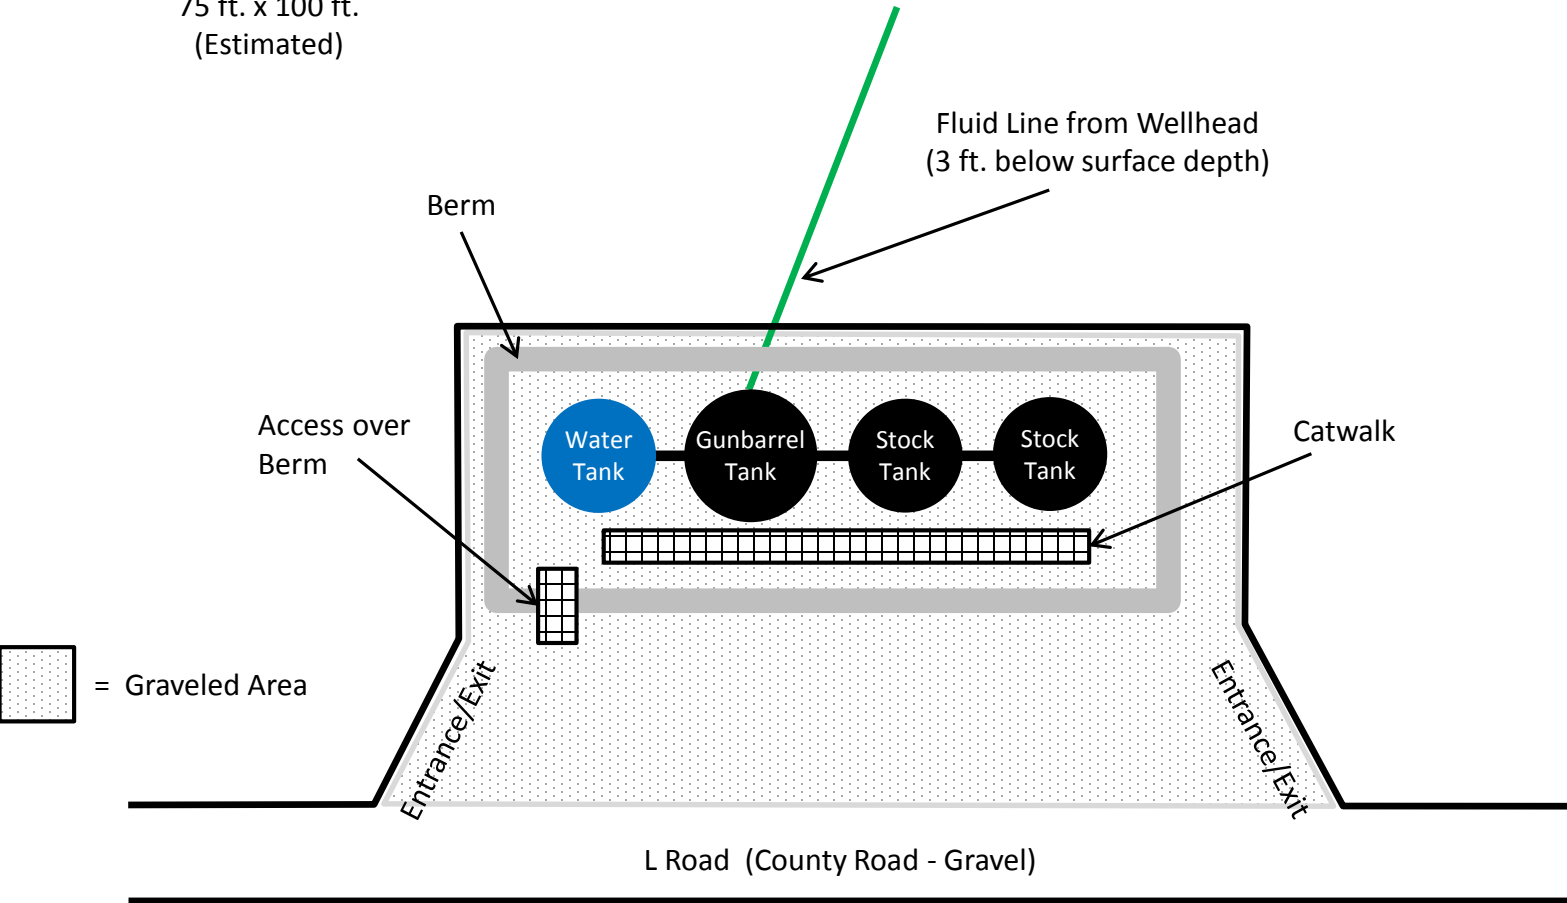 75 ft. x 100 ft.
(Estimated)
Fluid Line from Wellhead
(3 ft. below surface depth)
Berm
Access over
Berm
Water
Tank
Gunbarrel
Tank
Stock
Tank
Stock
Tank
Catwalk
= Graveled Area
Entrance/Exit
Entrance/Exit
L Road (County Road - Gravel)